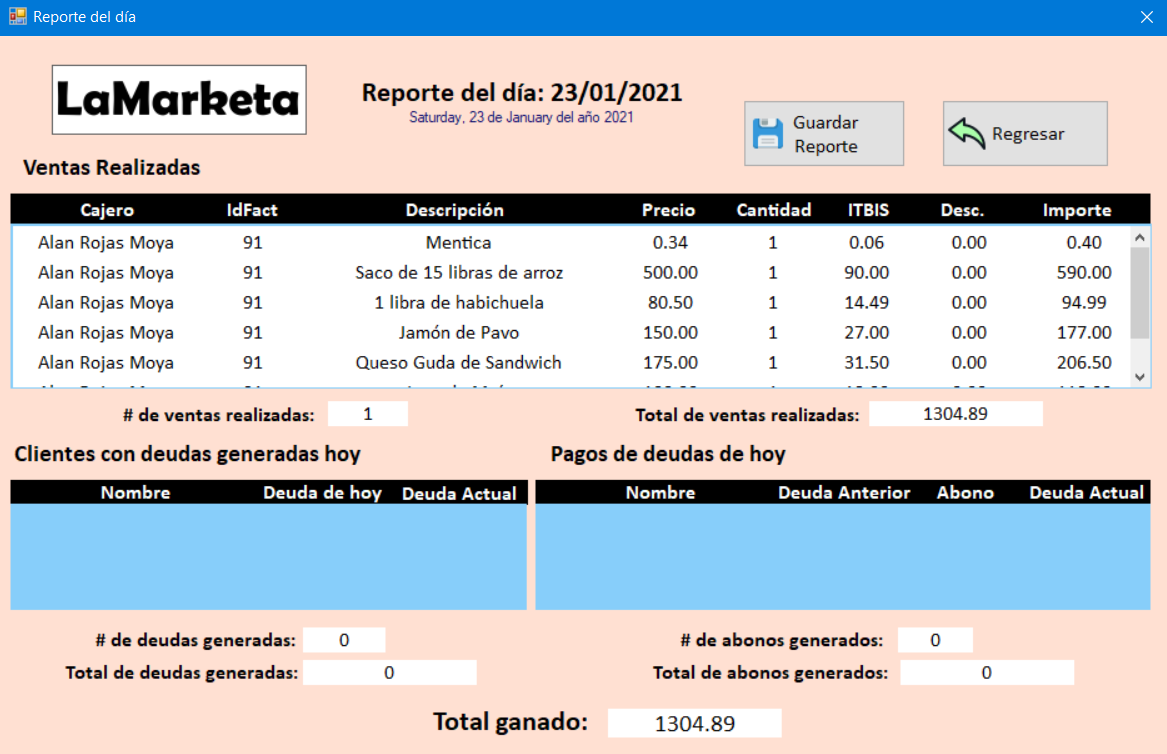 Reporte del día
LaMarketa
Reporte del día: 23/01/2021
Saturday, 23 de January del año 2021
Guardar
Reporte
Regresar
Ventas Realizadas
Cajero IdFact Descripción Precio Cantidad ITBIS Desc. Importe
Alan Rojas Moya 91 Mentica 0.34 1 0.06 0.00 0.40
Alan Rojas Moya 91 Saco de 15 libras de arroz 500.00 1 90.00 0.00 590.00
Alan Rojas Moya 91 1 libra de habichuela 80.50 1 14.49 0.00 94.99
Alan Rojas Moya 91 Jamón de Pavo 150.00 1 27.00 0.00 177.00
Alan Rojas Moya 91 Queso Guda de Sandwich 175.00 1 31.50 0.00 206.50
# de ventas realizadas: 1 Total de ventas realizadas: 1304.89
Clientes con deudas generadas hoy Pagos de deudas de hoy
Nombre Deuda de hoy Deuda Actual Nombre Deuda Anterior Abono Deuda Actual
# de deudas generadas: 0 # de abonos generados: 0
Total de deudas generadas: 0 Total de abonos generados: 0
Total ganado: 1304.89